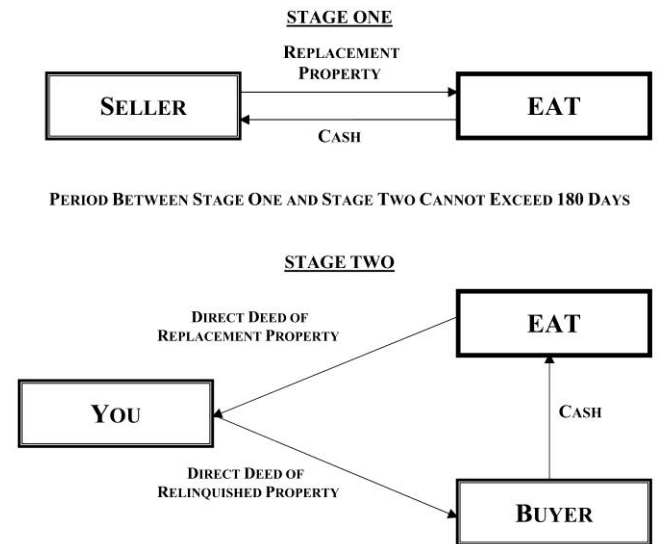 STAGE ONE
REPLACEMENT
PROPERTY
SELLER
EAT
CASH
PERIOD BETWEEN STAGE ONE AND STAGE TWO CANNOT EXCEED 180 DAYS
STAGE TWO
DIRECT DEED OF
REPLACEMENT PROPERTY
EAT
YOU
CASH
DIRECT DEED OF
RELINQUISHED PROPERTY
BUYER